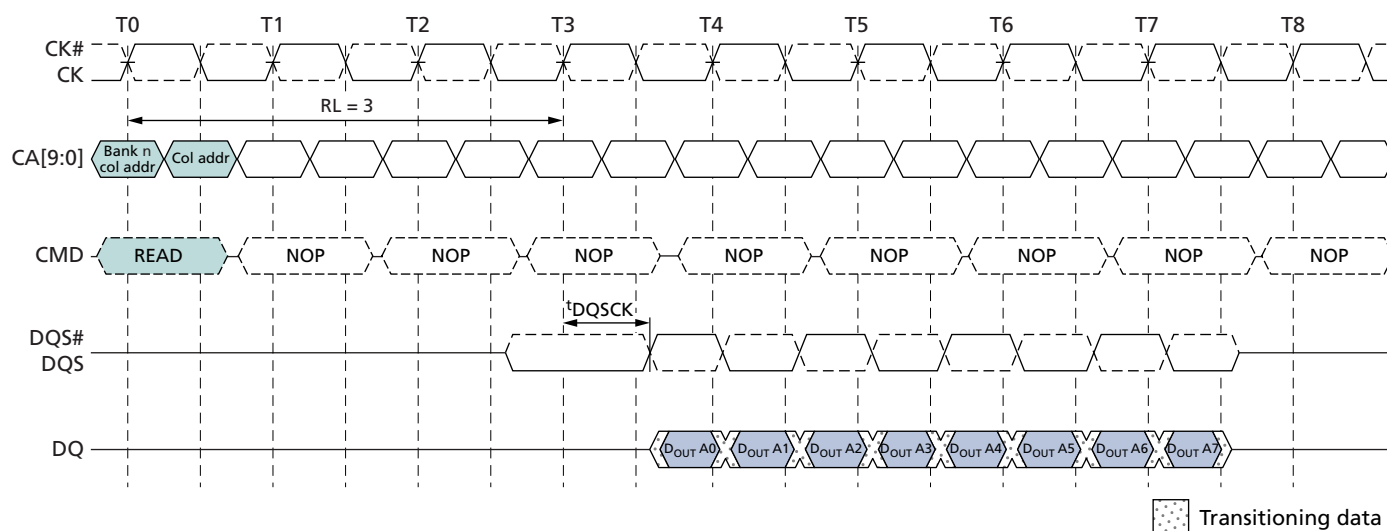 T0 T1 T2 T3 T4 T5 T6 T7 T8
CK#
CK
RL = 3
CA[9:0] Bank n col addr Col addr
CMD READ NOP NOP NOP NOP NOP NOP NOP NOP
tDQSCK
DQS#
DQS
DQ DOUT A0 DOUT A1 DOUT A2 DOUT A3 DOUT A4 DOUT A5 DOUT A6 DOUT A7
Transitioning data